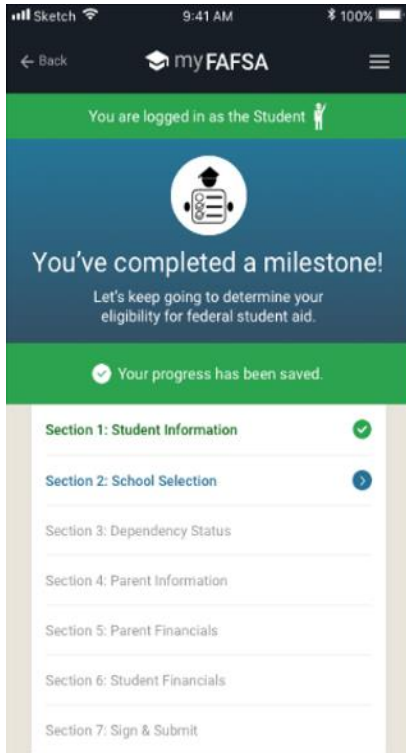 Sketch 9:41 AM 100%
← Back myFAFSA
You are logged in as the Student
You've completed a milestone!
Let's keep going to determine your
eligibility for federal student aid.
Your progress has been saved.
Section 1: Student Information
Section 2: School Selection
Section 3: Dependency Status
Section 4: Parent Information
Section 5: Parent Financials
Section 6: Student Financials
Section 7: Sign & Submit